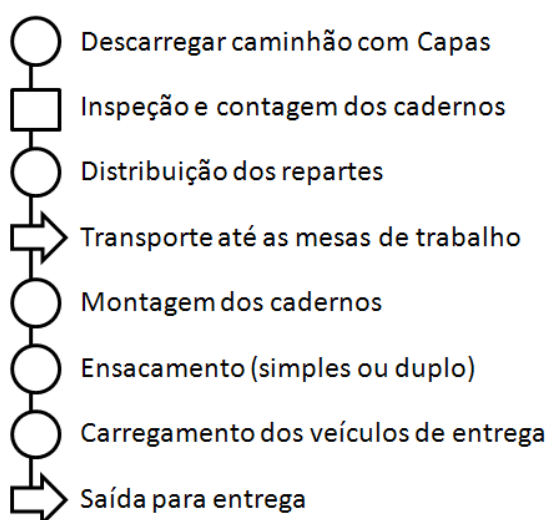 Descarregar caminhão com Capas
Inspeção e contagem dos cadernos
Distribuição dos repartes
Transporte até as mesas de trabalho
Montagem dos cadernos
Ensacamento (simples ou duplo)
Carregamento dos veículos de entrega
Saída para entrega